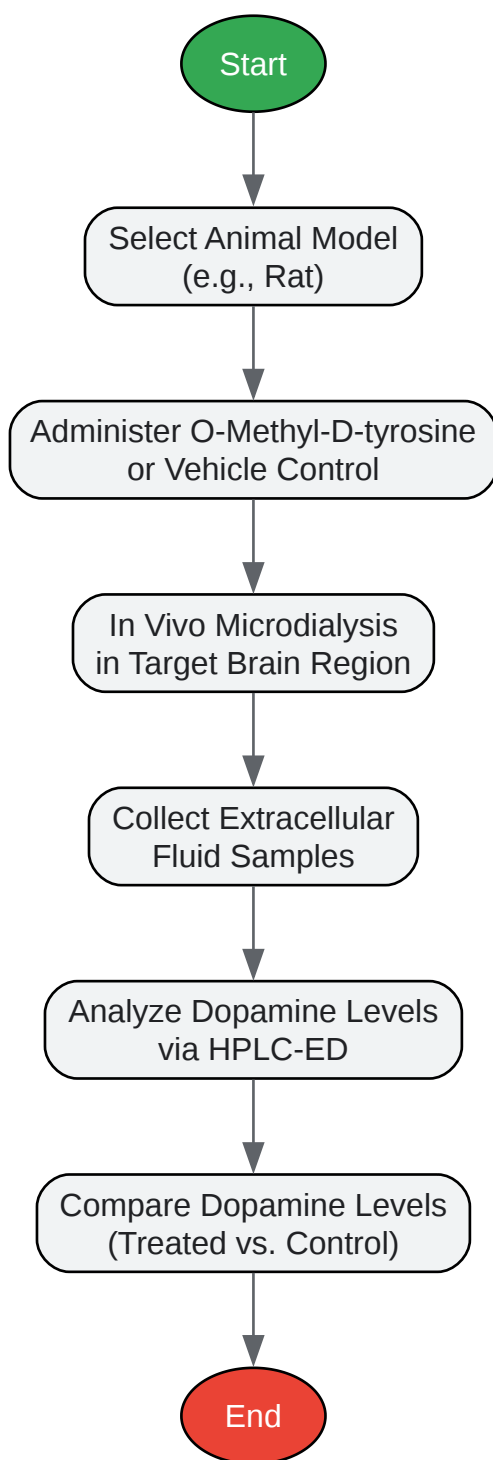 Start
Select Animal Model
(e.g., Rat)
Administer O-Methyl-D-tyrosine
or Vehicle Control
In Vivo Microdialysis
in Target Brain Region
Collect Extracellular
Fluid Samples
Analyze Dopamine Levels
via HPLC-ED
Compare Dopamine Levels
(Treated vs. Control)
End